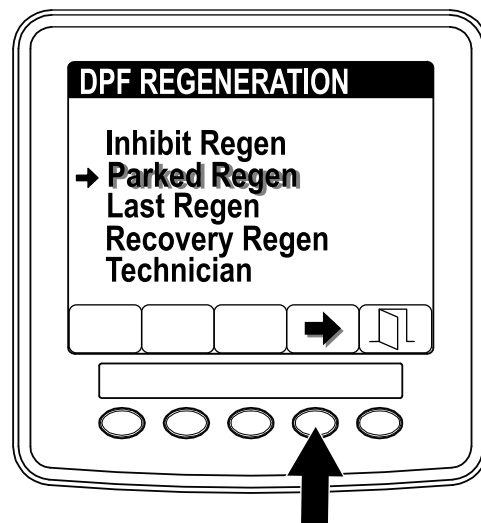 DPF REGENERATION
Inhibit Regen
Parked Regen
Last Regen
Recovery Regen
Technician